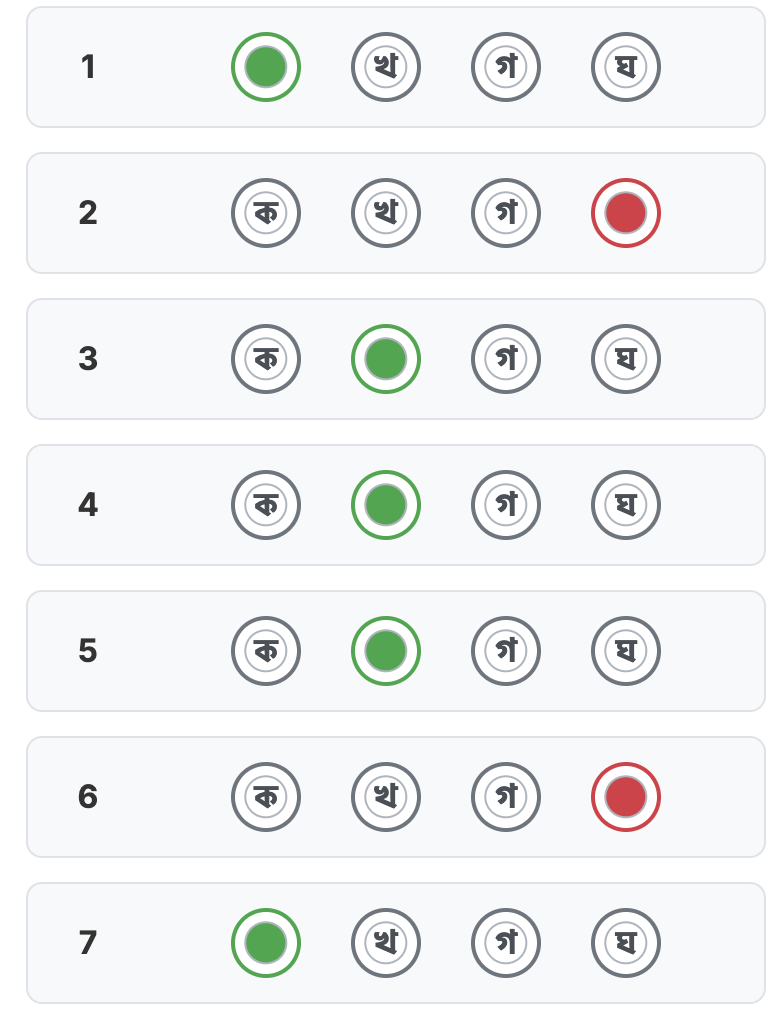 1 খ গ ঘ
2 ক খ গ
3 ক গ ঘ
4 ক গ ঘ
5 ক গ ঘ
6 ক খ গ
7 খ গ ঘ